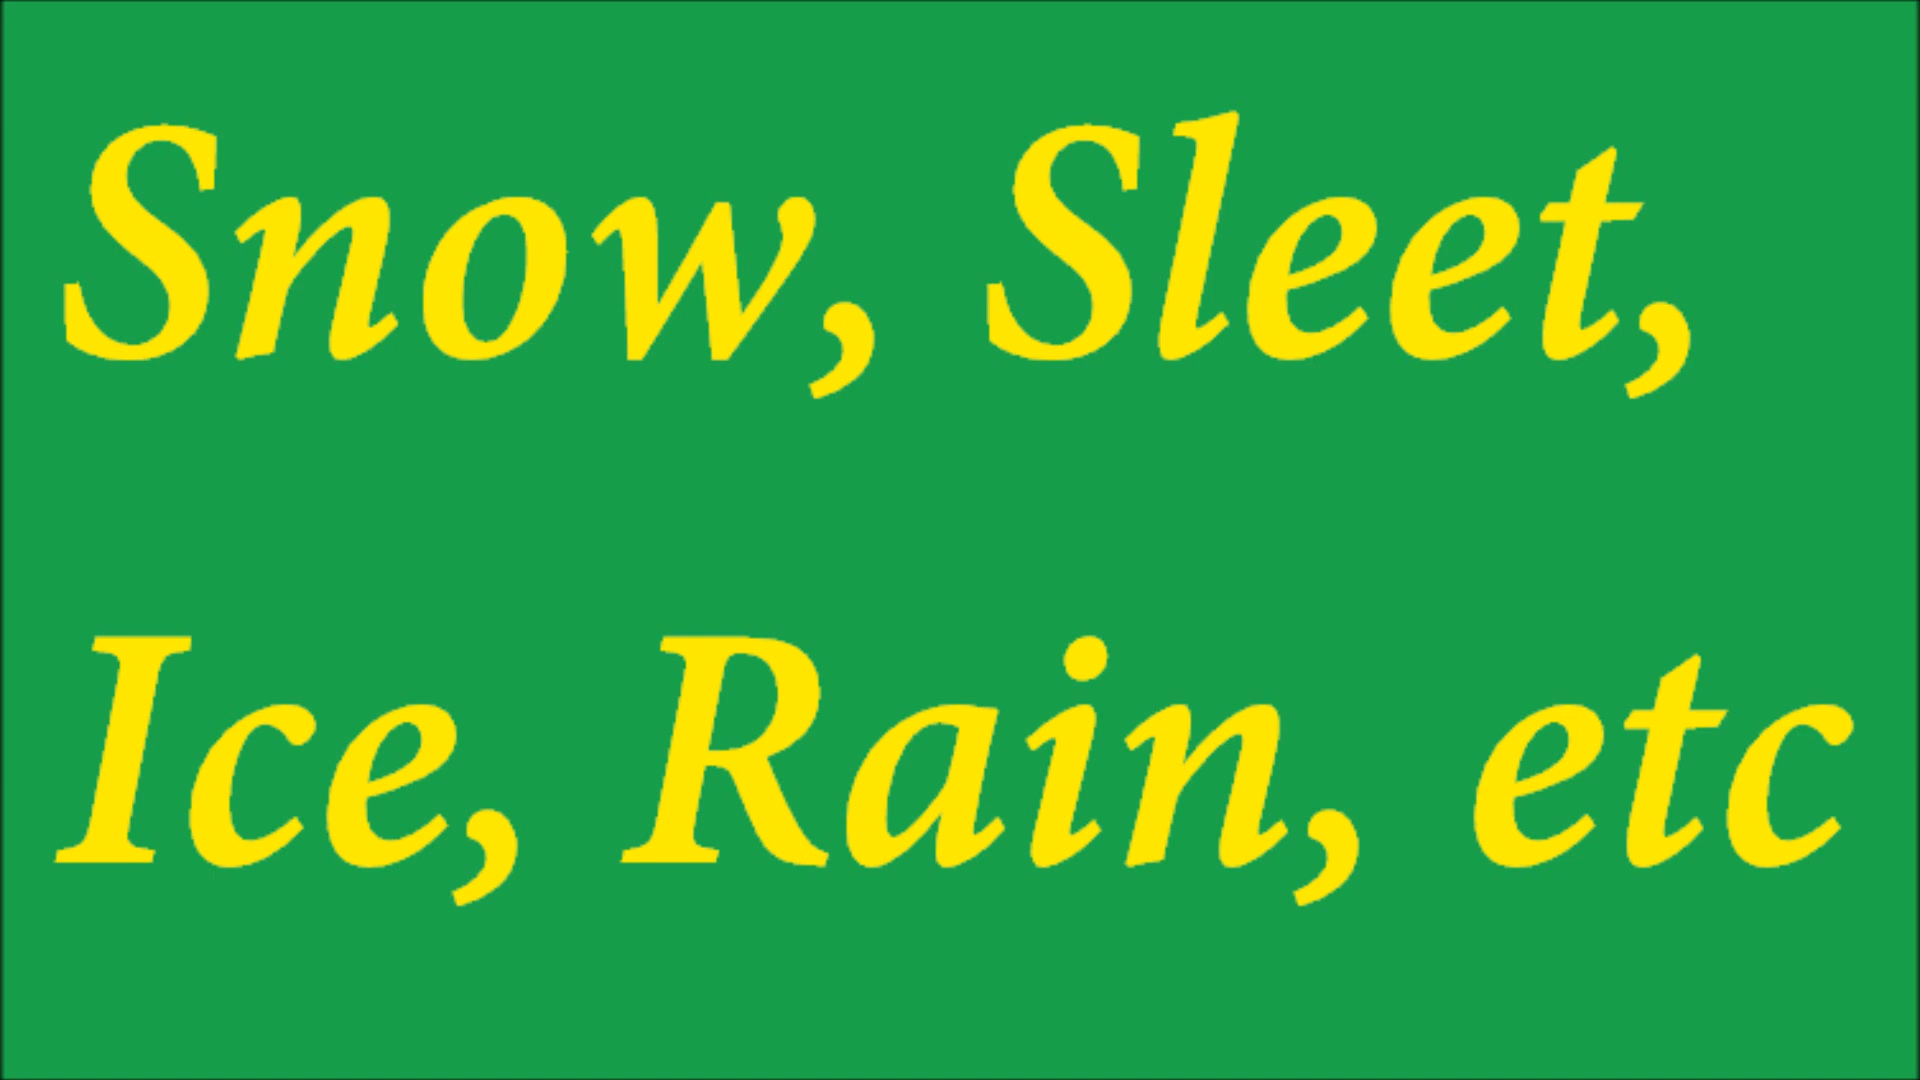 Snow, Sleet,
Ice, Rain, etc